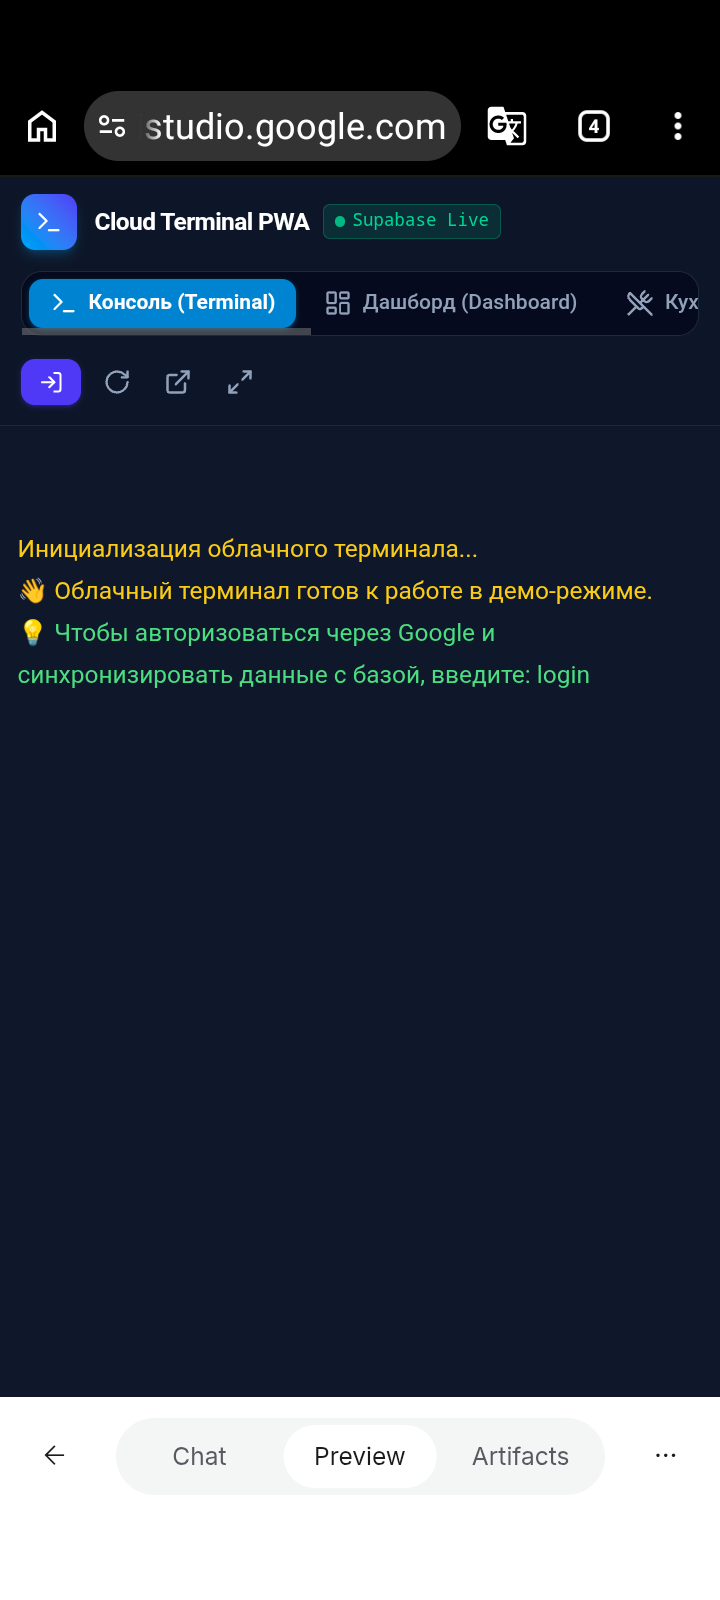 studio.google.com
4
Cloud Terminal PWA
Supabase Live
Консоль (Terminal)
Дашборд (Dashboard)
Кух
Инициализация облачного терминала...
👋 Облачный терминал готов к работе в демо-режиме.
💡 Чтобы авторизоваться через Google и
синхронизировать данные с базой, введите: login
Chat
Preview
Artifacts